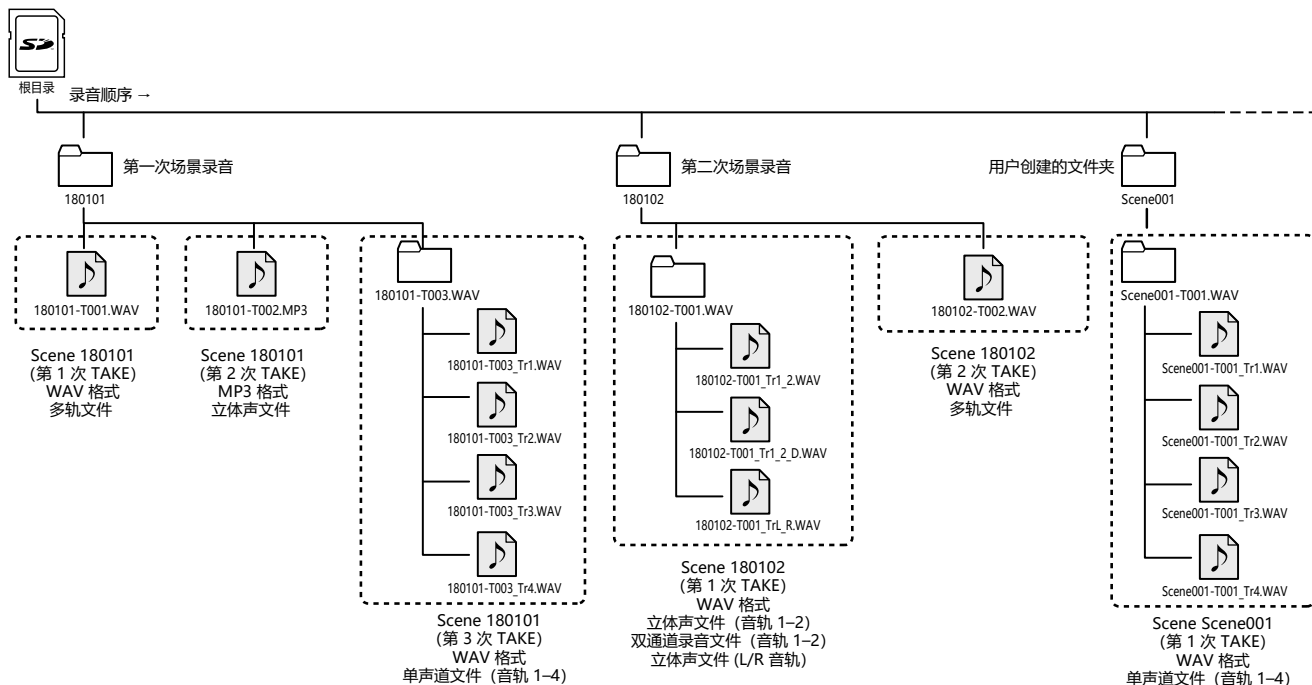 SD
根目录
录音顺序 →
第一次场景录音
180101
第二次场景录音
180102
用户创建的文件夹
Scene001
180101-T001.WAV
Scene 180101
(第 1 次 TAKE)
WAV 格式
多轨文件
180101-T002.MP3
Scene 180101
(第 2 次 TAKE)
MP3 格式
立体声文件
180101-T003.WAV
180101-T003_Tr1.WAV
180101-T003_Tr2.WAV
180101-T003_Tr3.WAV
180101-T003_Tr4.WAV
Scene 180101
(第 3 次 TAKE)
WAV 格式
单声道文件（音轨 1–4）
180102-T001.WAV
180102-T001_Tr1_2.WAV
180102-T001_Tr1_2_D.WAV
180102-T001_TrL_R.WAV
Scene 180102
(第 1 次 TAKE)
WAV 格式
立体声文件（音轨 1–2）
双通道录音文件（音轨 1–2）
立体声文件 (L/R 音轨)
180102-T002.WAV
Scene 180102
(第 2 次 TAKE)
WAV 格式
多轨文件
Scene001-T001.WAV
Scene001-T001_Tr1.WAV
Scene001-T001_Tr2.WAV
Scene001-T001_Tr3.WAV
Scene001-T001_Tr4.WAV
Scene Scene001
(第 1 次 TAKE)
WAV 格式
单声道文件（音轨 1–4）